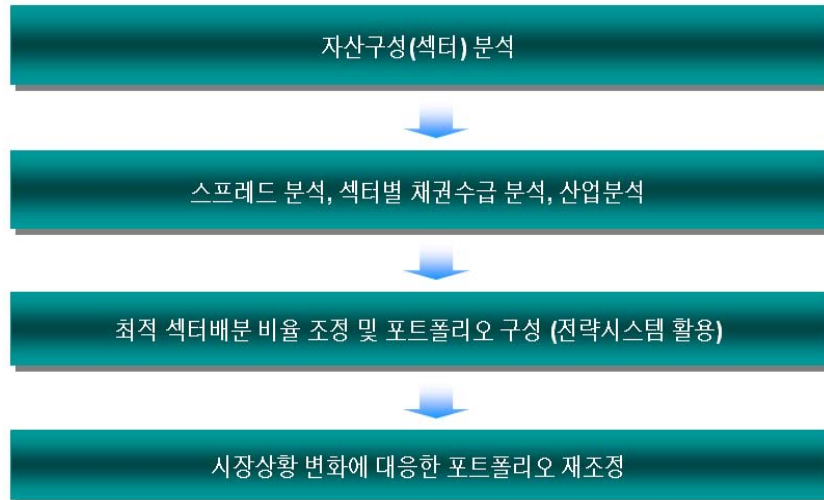 자산구성(섹터) 분석
스프레드 분석, 섹터별 채권수급 분석, 산업분석
최적 섹터배분 비율 조정 및 포트폴리오 구성 (전략시스템 활용)
시장상황 변화에 대응한 포트폴리오 재조정